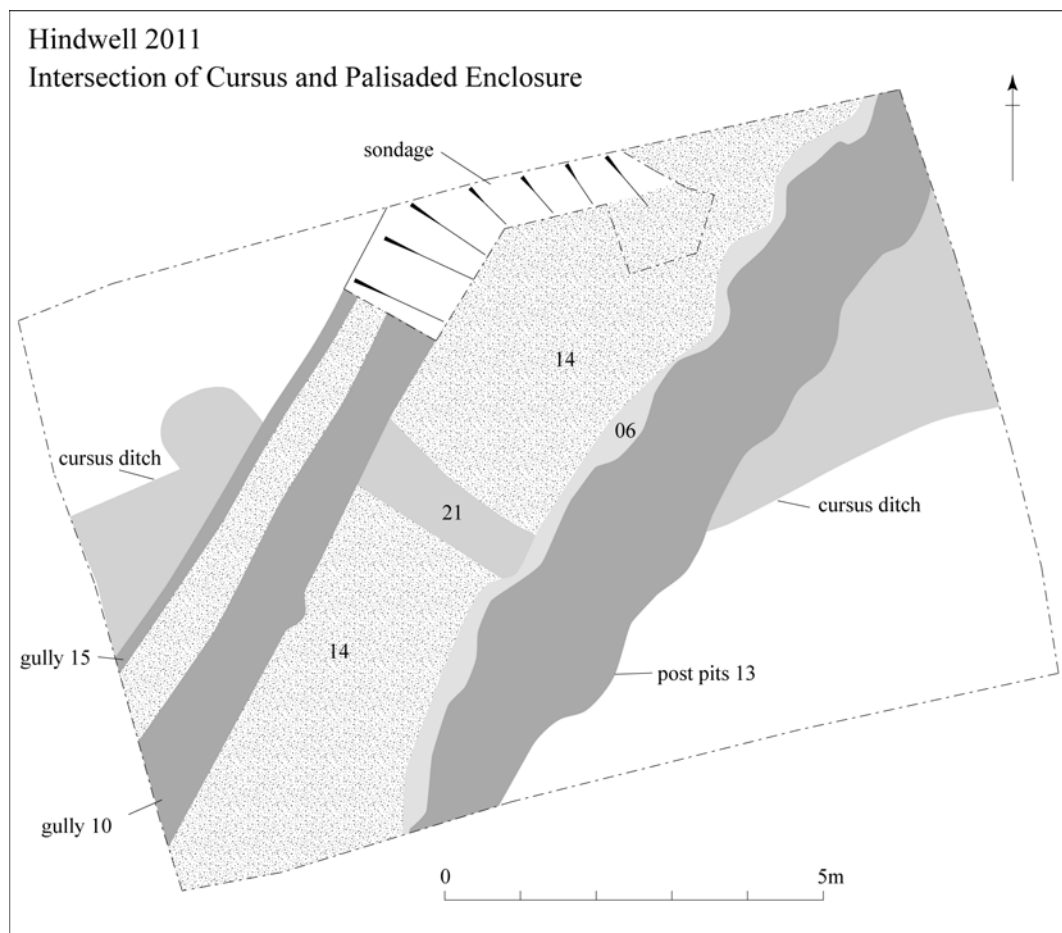 Hindwell 2011
Intersection of Cursus and Palisaded Enclosure
sondage
14
06
cursus ditch
21
cursus ditch
14
gully 15
post pits 13
gully 10
0 5m